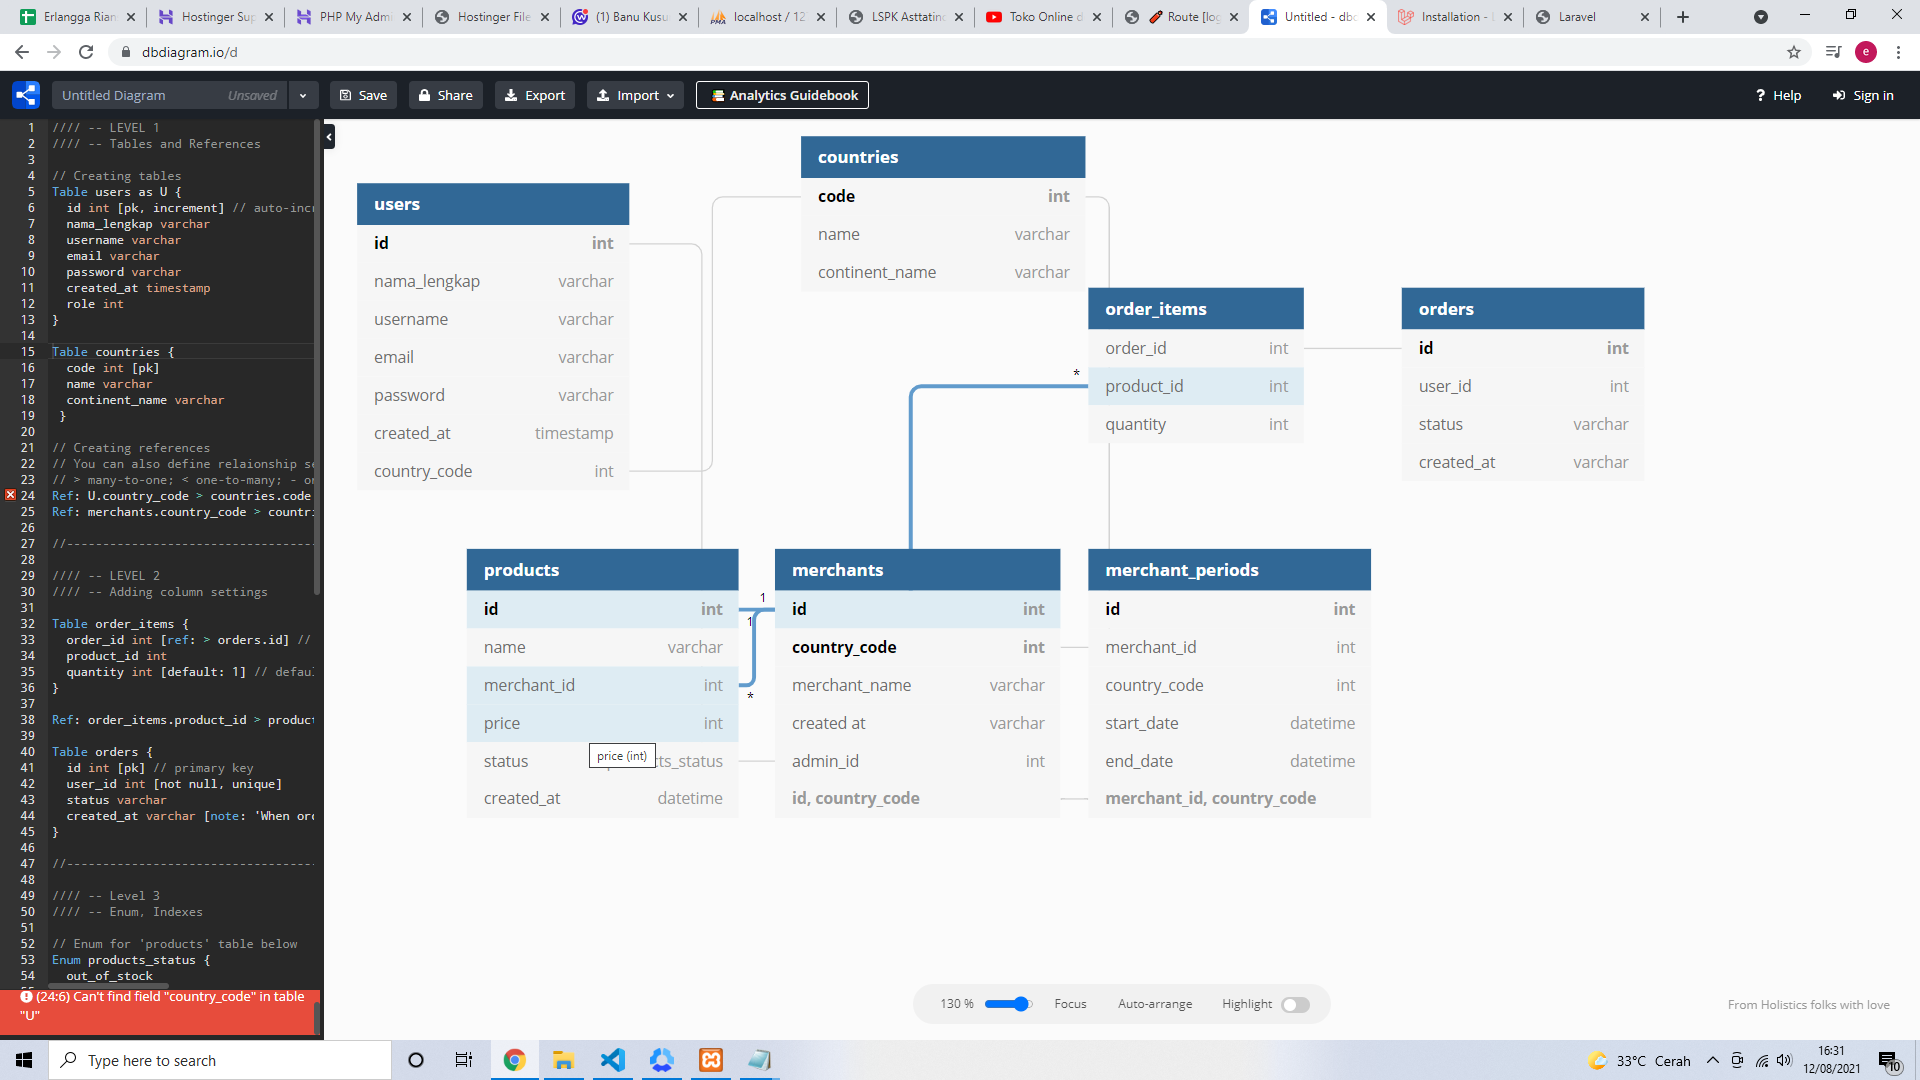 Erlangga Rian
Hostinger Sup
PHP My Adm
Hostinger File
(1) Banu Kusu
localhost / 12
LSPK Asttatind
Toko Online d
Route [log
Untitled - dbd
Installation - L
Laravel
dbdiagram.io/d
e
Untitled Diagram
Unsaved
Save
Share
Export
Import
Analytics Guidebook
? Help
Sign in
1 //// -- LEVEL 1
2 //// -- Tables and References
3
4 // Creating tables
5 Table users as U {
6 id int [pk, increment] // auto-incr
7 nama_lengkap varchar
8 username varchar
9 email varchar
10 password varchar
11 created_at timestamp
12 role int
13 }
14
15 Table countries {
16 code int [pk]
17 name varchar
18 continent_name varchar
19 }
20
21 // Creating references
22 // You can also define relaionship se
23 // > many-to-one; < one-to-many; - on
24 Ref: U.country_code > countries.code
25 Ref: merchants.country_code > countri
26
27 //----------------------------------
28
29 //// -- LEVEL 2
30 //// -- Adding column settings
31
32 Table order_items {
33 order_id int [ref: > orders.id] //
34 product_id int
35 quantity int [default: 1] // defau
36 }
37
38 Ref: order_items.product_id > product
39
40 Table orders {
41 id int [pk] // primary key
42 user_id int [not null, unique]
43 status varchar
44 created_at varchar [note: 'When ord
45 }
46
47 //----------------------------------
48
49 //// -- Level 3
50 //// -- Enum, Indexes
51
52 // Enum for 'products' table below
53 Enum products_status {
54 out_of_stock
(24:6) Can't find field "country_code" in table
"U"
users
id int
nama_lengkap varchar
username varchar
email varchar
password varchar
created_at timestamp
country_code int
countries
code int
name varchar
continent_name varchar
order_items
order_id int
* product_id int
quantity int
orders
id int
user_id int
status varchar
created_at varchar
products
id int 1
1
name varchar
merchant_id int
*
price int
price (int)
status cts_status
created_at datetime
merchants
id int
country_code int
merchant_name varchar
created at varchar
admin_id int
id, country_code
merchant_periods
id int
merchant_id int
country_code int
start_date datetime
end_date datetime
merchant_id, country_code
130 %
Focus
Auto-arrange
Highlight
From Holistics folks with love
Type here to search
33°C Cerah
16:31
12/08/2021
10